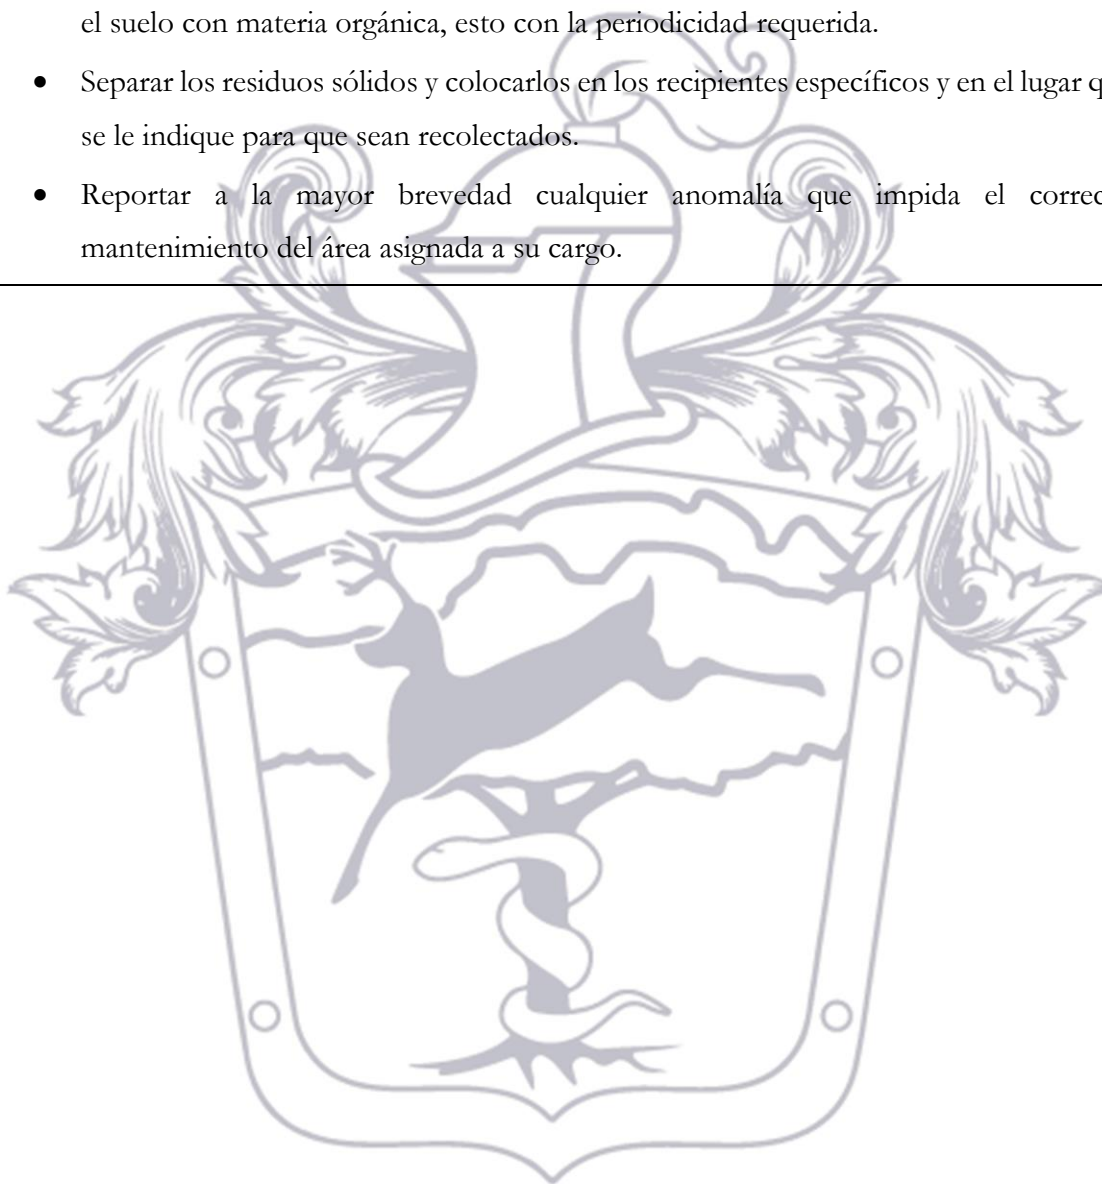 el suelo con materia orgánica, esto con la periodicidad requerida.
• Separar los residuos sólidos y colocarlos en los recipientes específicos y en el lugar q
se le indique para que sean recolectados.
• Reportar a la mayor brevedad cualquier anomalía que impida el correc
mantenimiento del área asignada a su cargo.